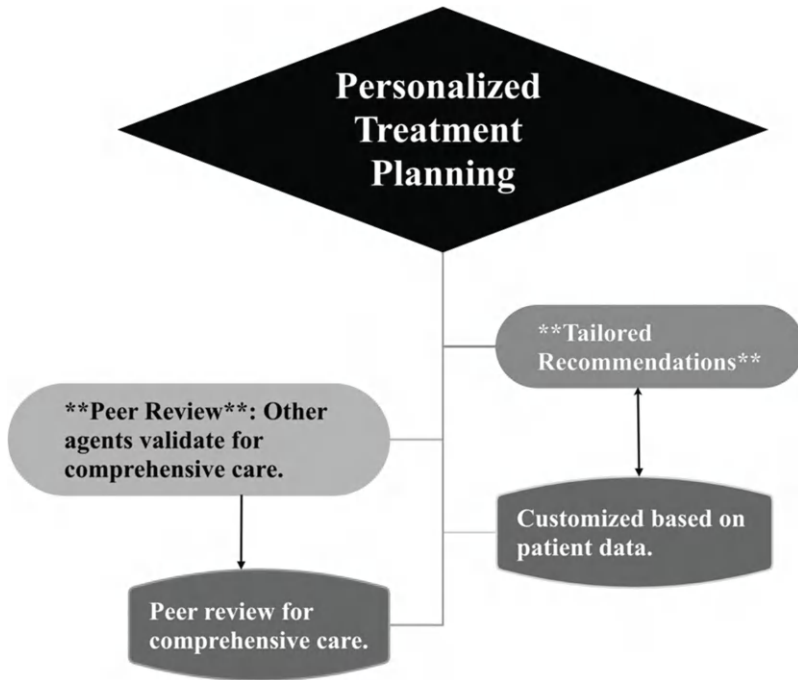 Personalized
Treatment
Planning
**Tailored
Recommendations**
**Peer Review**: Other
agents validate for
comprehensive care.
Customized based on
patient data.
Peer review for
comprehensive care.